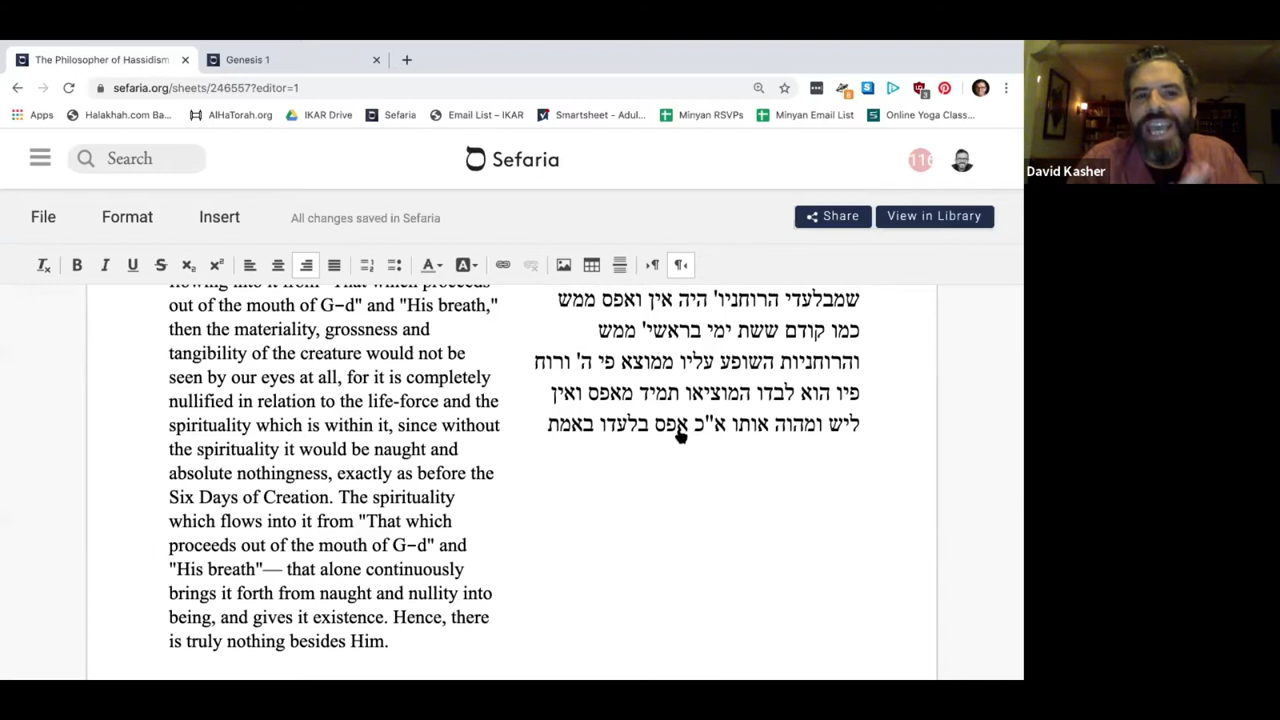 The Philosopher of Hassidism
Genesis 1
sefaria.org/sheets/246557?editor=1
Apps
Halakhah.com Ba...
AlHaTorah.org
IKAR Drive
Sefaria
Email List – IKAR
Smartsheet - Adul...
Minyan RSVPs
Minyan Email List
Online Yoga Class...
Search
Sefaria
116
David Kasher
File
Format
Insert
All changes saved in Sefaria
Share
View in Library
flowing into it from "That which proceeds
out of the mouth of G–d" and "His breath,"
then the materiality, grossness and
tangibility of the creature would not be
seen by our eyes at all, for it is completely
nullified in relation to the life-force and the
spirituality which is within it, since without
the spirituality it would be naught and
absolute nothingness, exactly as before the
Six Days of Creation. The spirituality
which flows into it from "That which
proceeds out of the mouth of G–d" and
"His breath"— that alone continuously
brings it forth from naught and nullity into
being, and gives it existence. Hence, there
is truly nothing besides Him.
שמבלעדי הרוחניו' היה אין ואפס ממש
כמו קודם ששת ימי בראשי' ממש
והרוחניות השופע עליו ממוצא פי ה' ורוח
פיו הוא לבדו המוציאו תמיד מאפס ואין
ליש ומהוה אותו א"כ אפס בלעדו באמת